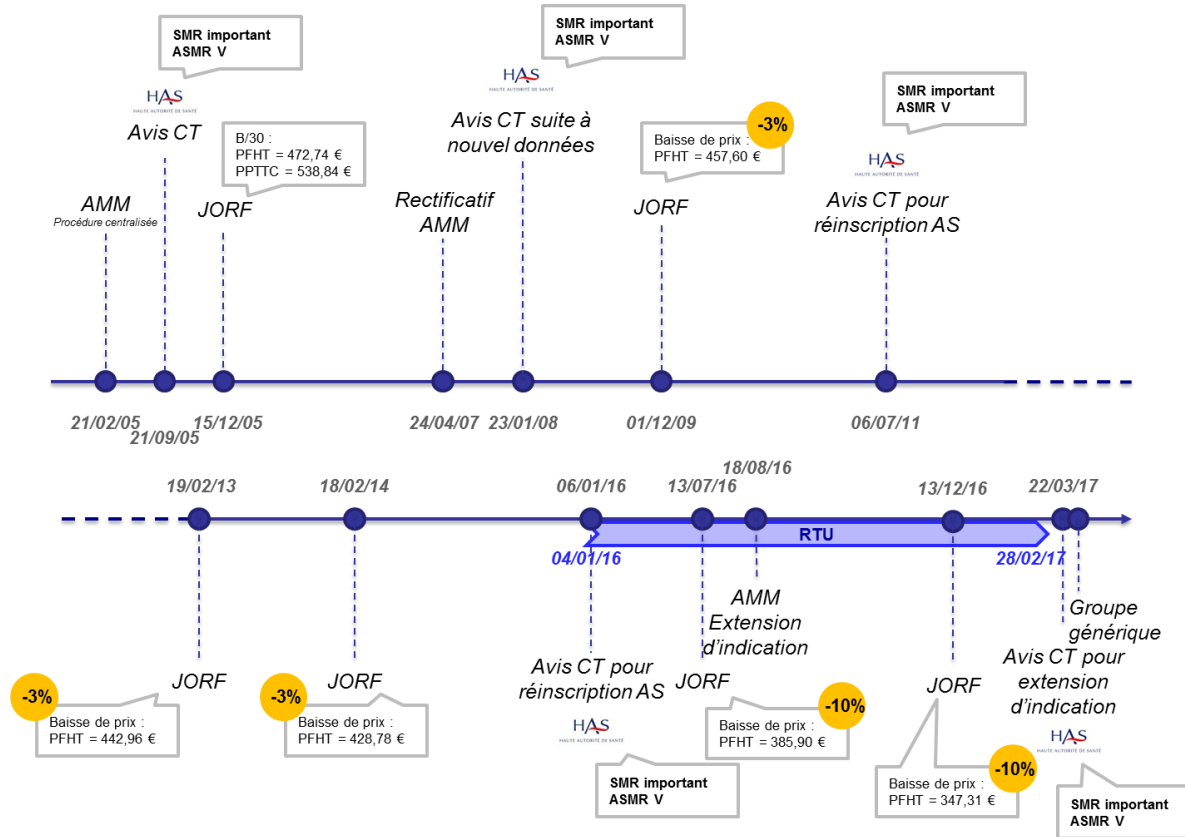 SMR important
ASMR V
HAS
HAUTE AUTORITÉ DE SANTÉ
Avis CT
AMM
Procédure centralisée
B/30 :
PFHT = 472,74 €
PPTTC = 538,84 €
JORF
Rectificatif
AMM
SMR important
ASMR V
HAS
HAUTE AUTORITÉ DE SANTÉ
Avis CT suite à
nouvel données
-3%
Baisse de prix :
PFHT = 457,60 €
JORF
SMR important
ASMR V
HAS
HAUTE AUTORITÉ DE SANTÉ
Avis CT pour
réinscription AS
21/02/05
21/09/05
15/12/05
24/04/07
23/01/08
01/12/09
06/07/11
19/02/13
18/02/14
06/01/16
13/07/16
18/08/16
13/12/16
22/03/17
RTU
04/01/16
28/02/17
JORF
-3%
Baisse de prix :
PFHT = 442,96 €
JORF
-3%
Baisse de prix :
PFHT = 428,78 €
Avis CT pour
réinscription AS
HAS
HAUTE AUTORITÉ DE SANTÉ
SMR important
ASMR V
JORF
-10%
Baisse de prix :
PFHT = 385,90 €
AMM
Extension
d’indication
JORF
-10%
Baisse de prix :
PFHT = 347,31 €
Groupe
générique
Avis CT pour
extension
d’indication
HAS
HAUTE AUTORITÉ DE SANTÉ
SMR important
ASMR V